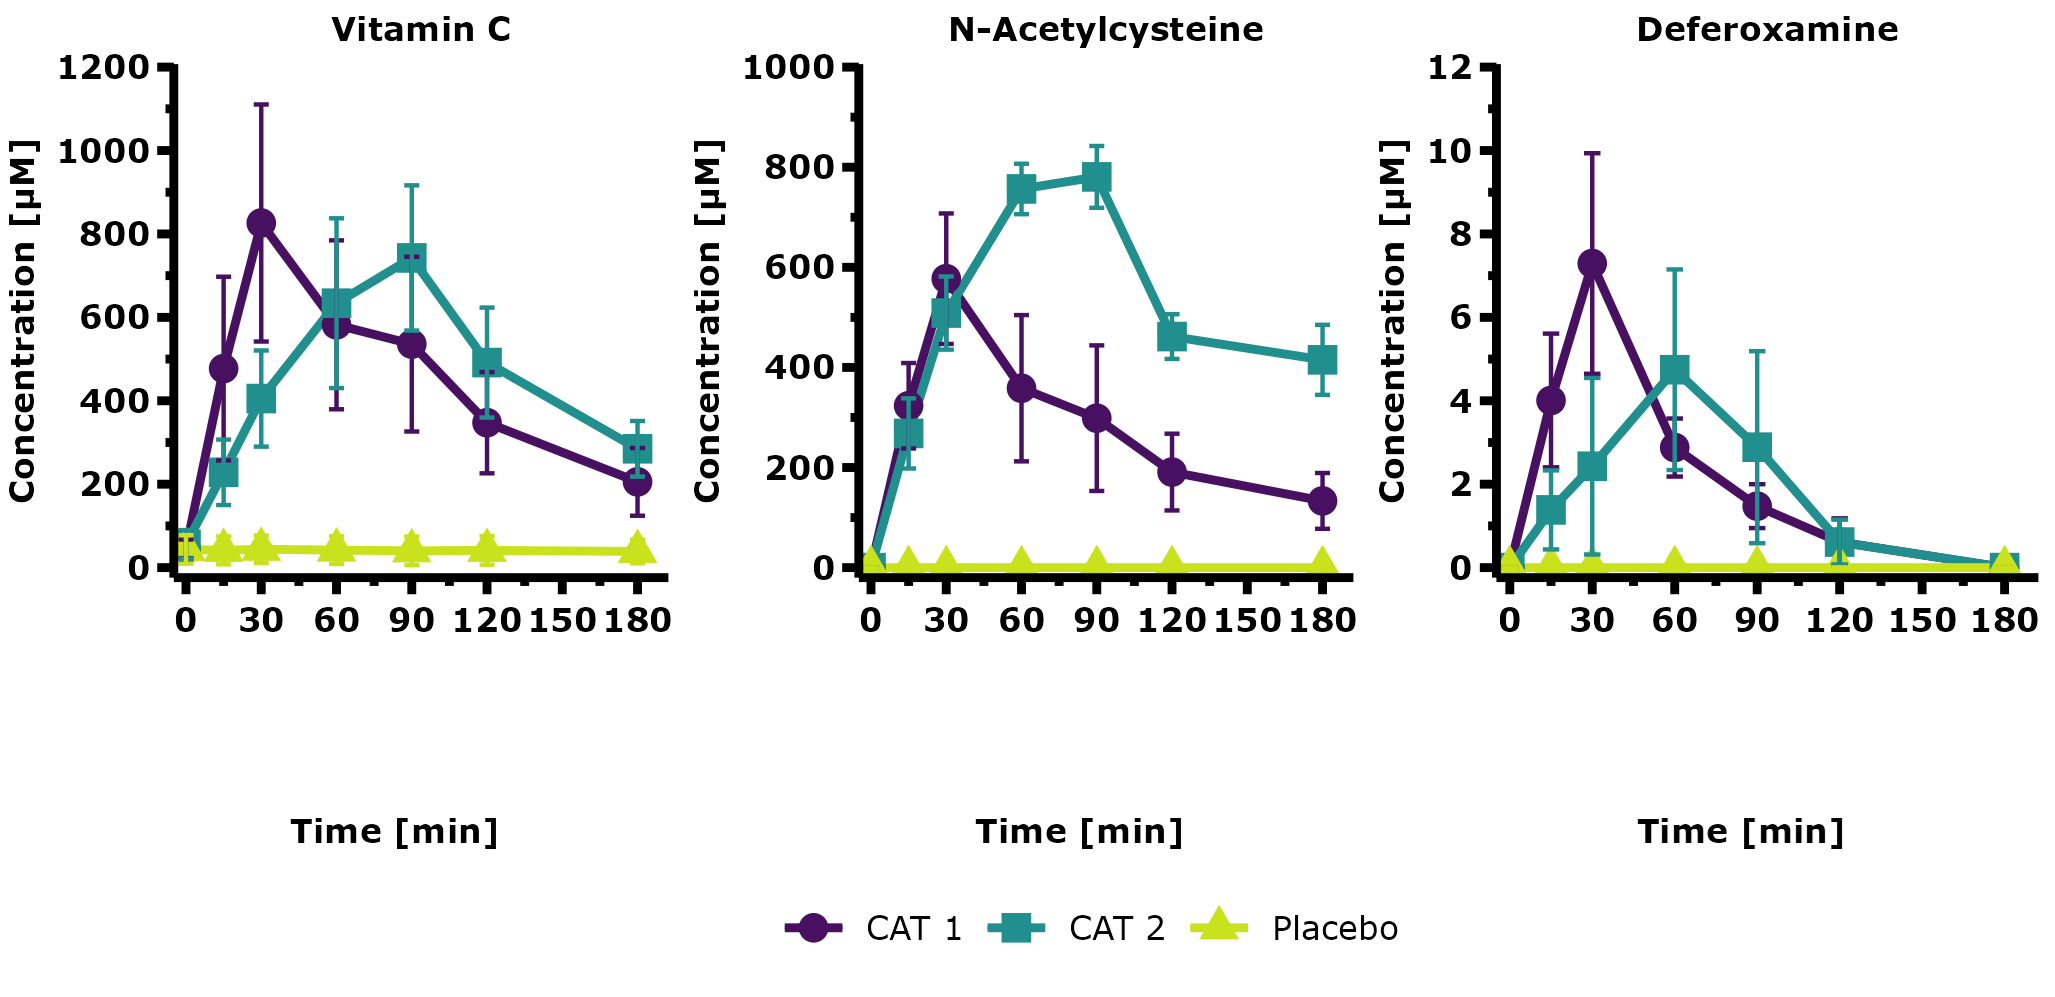 Vitamin C
N-Acetylcysteine
Deferoxamine
Concentration [µM]
1200
1000
800
600
400
200
0
0 30 60 90 120 150 180
Time [min]
Concentration [µM]
1000
800
600
400
200
0
0 30 60 90 120 150 180
Time [min]
Concentration [µM]
12
10
8
6
4
2
0
0 30 60 90 120 150 180
Time [min]
CAT 1 CAT 2 Placebo